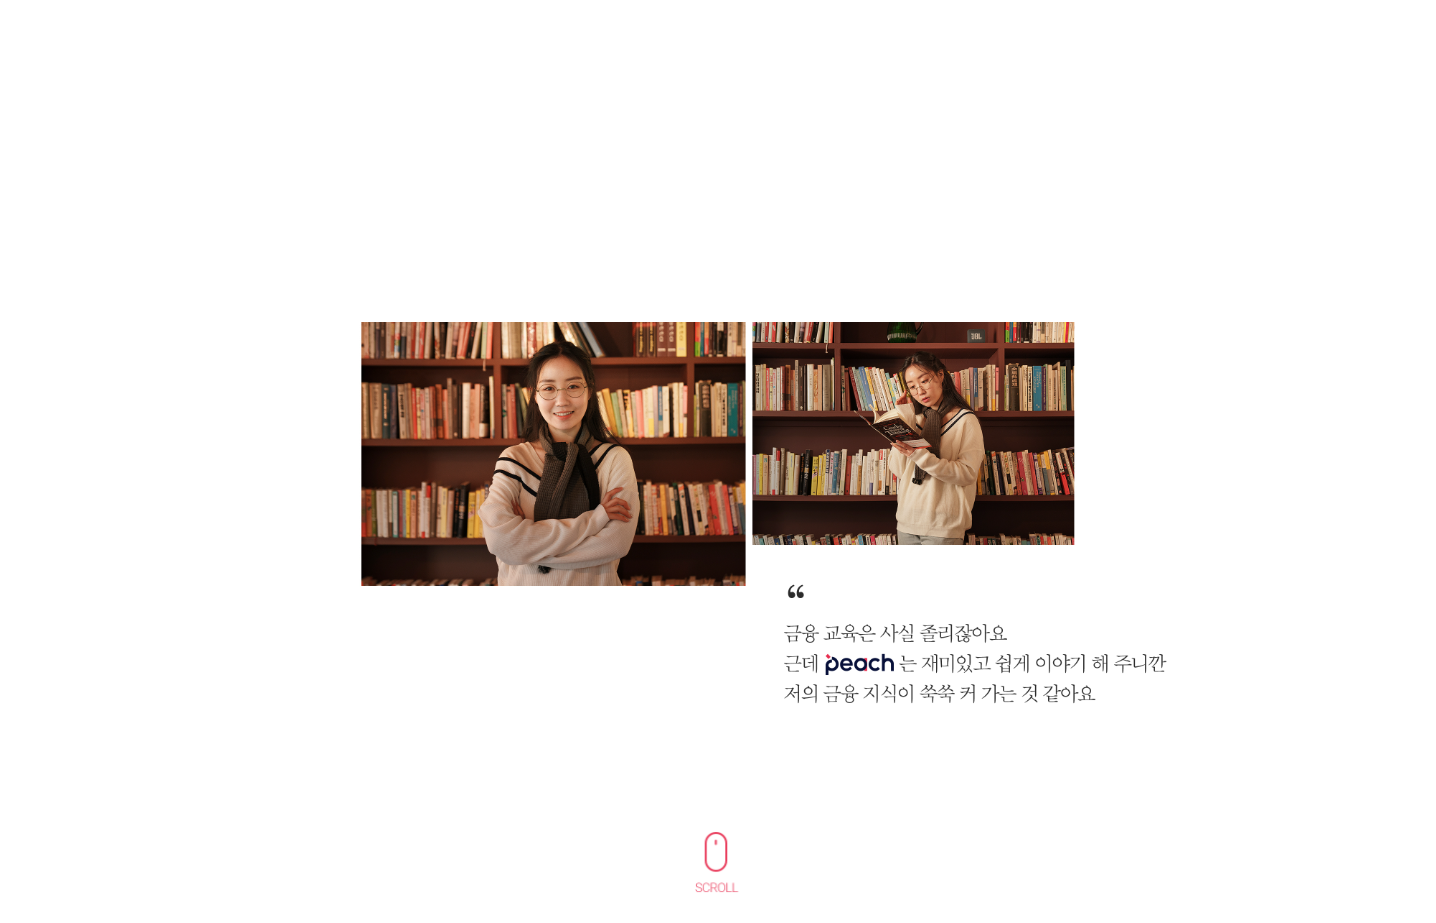 “
금융 교육은 사실 졸리잖아요
근데 peach 는 재미있고 쉽게 이야기 해 주니깐
저의 금융 지식이 쑥쑥 커 가는 것 같아요
SCROLL